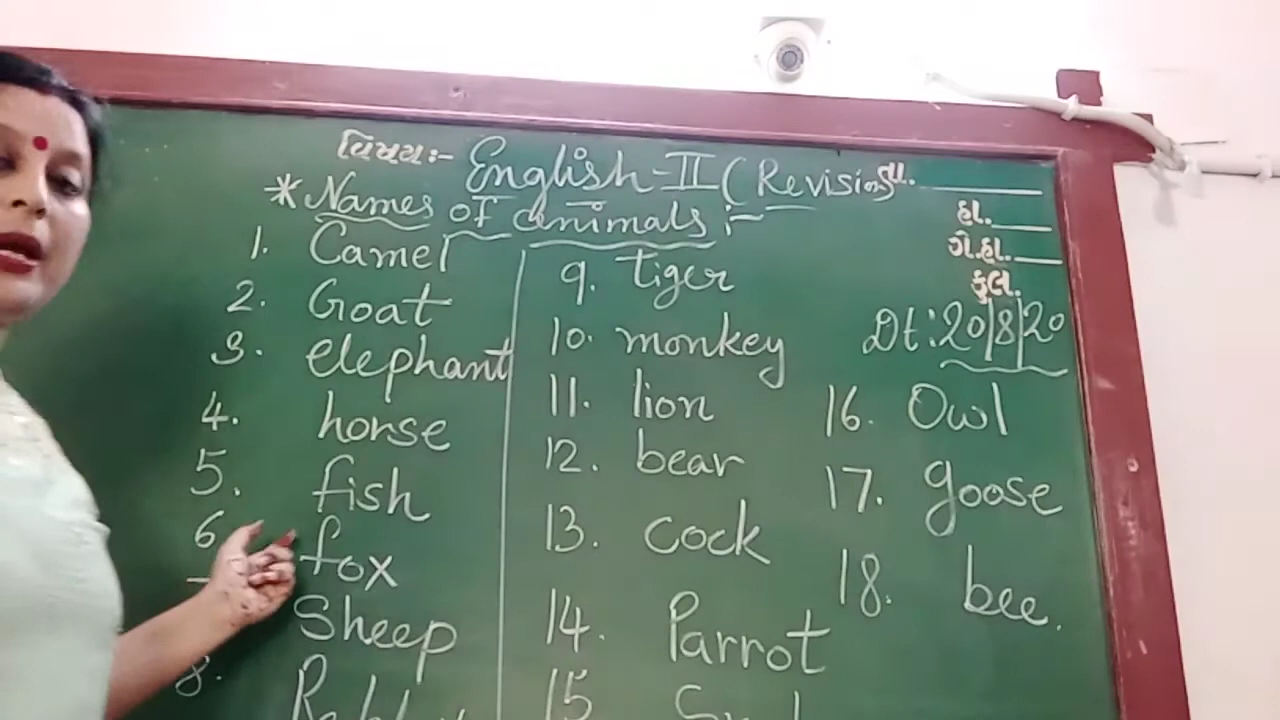 વિષય:- English-II (Revision)
તા.
* Names of animals :-
હા.
ગે.હા.
કુલ.
Dt: 20/8/20
1. Camel
2. Goat
3. elephant
4. horse
5. fish
6 fox
Sheep
8.
9. tiger
10. monkey
11. lion
12. bear
13. cock
14. Parrot
15
16. Owl
17. goose
18. bee.